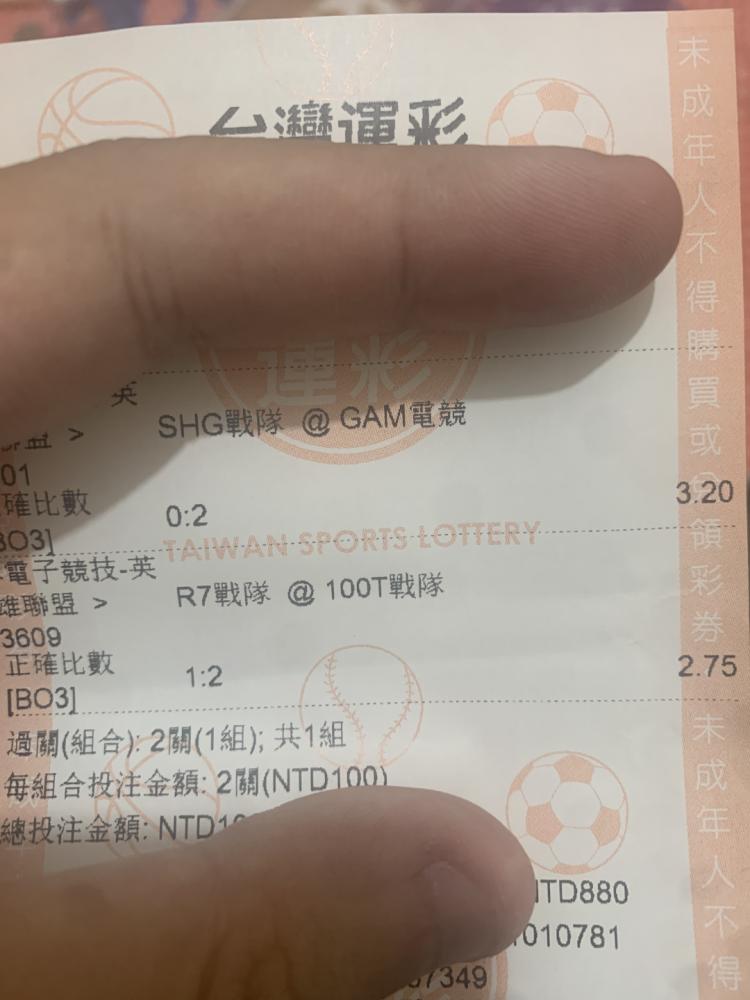 台灣運彩
運彩
英
SHG戰隊 @ GAM電競
01
確比數 0:2 3.20
BO3]
TAIWAN SPORTS LOTTERY
電子競技-英
雄聯盟 > R7戰隊 @ 100T戰隊
3609
正確比數 1:2 2.75
[BO3]
過關(組合): 2關(1組); 共1組
每組合投注金額: 2關(NTD100)
總投注金額:
NTD880
010781
7349
未成年人不得購買或領彩券
未成年人不得